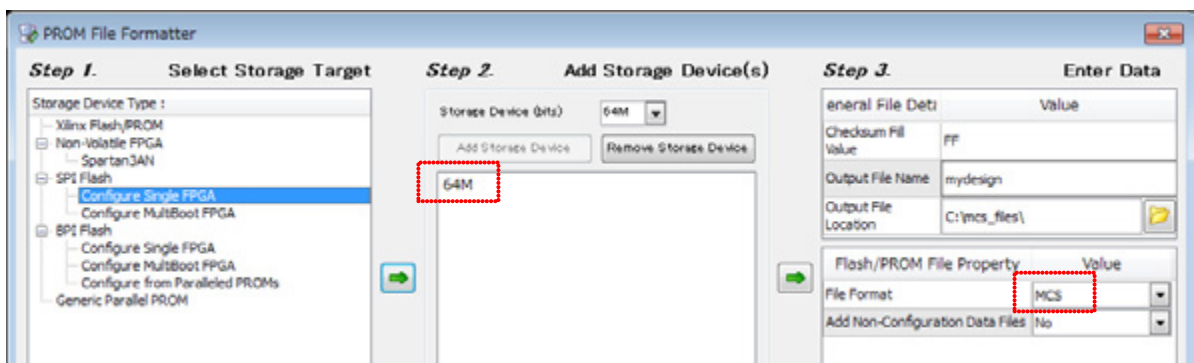 PROM File Formatter
Step 1. Select Storage Target
Storage Device Type :
Xilinx Flash/PROM
Non-Volatile FPGA
Spartan3AN
SPI Flash
Configure Single FPGA
Configure MultiBoot FPGA
BPI Flash
Configure Single FPGA
Configure MultiBoot FPGA
Configure from Paralleled PROMs
Generic Parallel PROM
Step 2. Add Storage Device(s)
Storage Device (bits) 64M
Add Storage Device Remove Storage Device
64M
Step 3. Enter Data
eneral File Deta Value
Checksum Fill
Value
FF
Output File Name mydesign
Output File
Location
C:\mcs_files\
Flash/PROM File Property Value
File Format MCS
Add Non-Configuration Data Files No